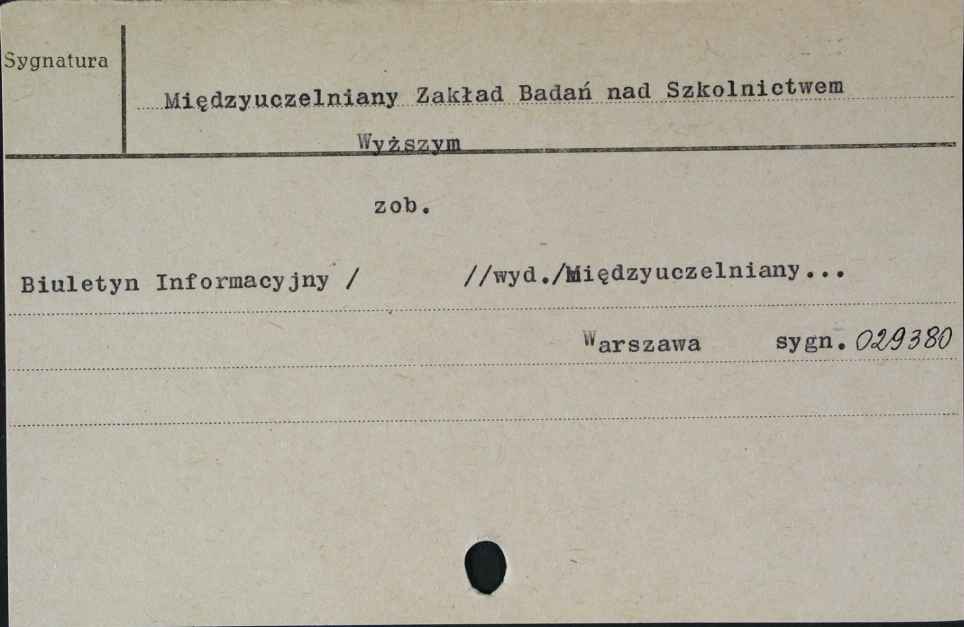 Sygnatura
Międzyuczelniany Zakład Badań nad Szkolnictwem
Wyższym
zob.
Biuletyn Informacyjny / //wyd./Międzyuczelniany...
Warszawa sygn. 029380